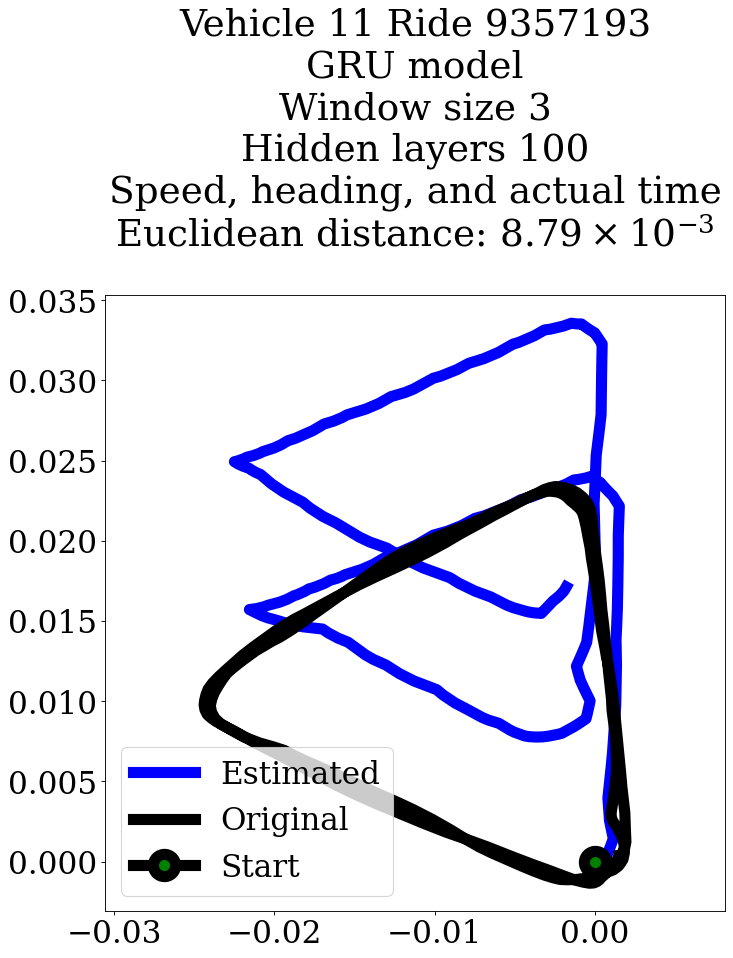 Vehicle 11 Ride 9357193
GRU model
Window size 3
Hidden layers 100
Speed, heading, and actual time
Euclidean distance: 8.79 × 10⁻³
0.035
0.030
0.025
0.020
0.015
0.010
0.005
0.000
Estimated
Original
Start
−0.03 −0.02 −0.01 0.00